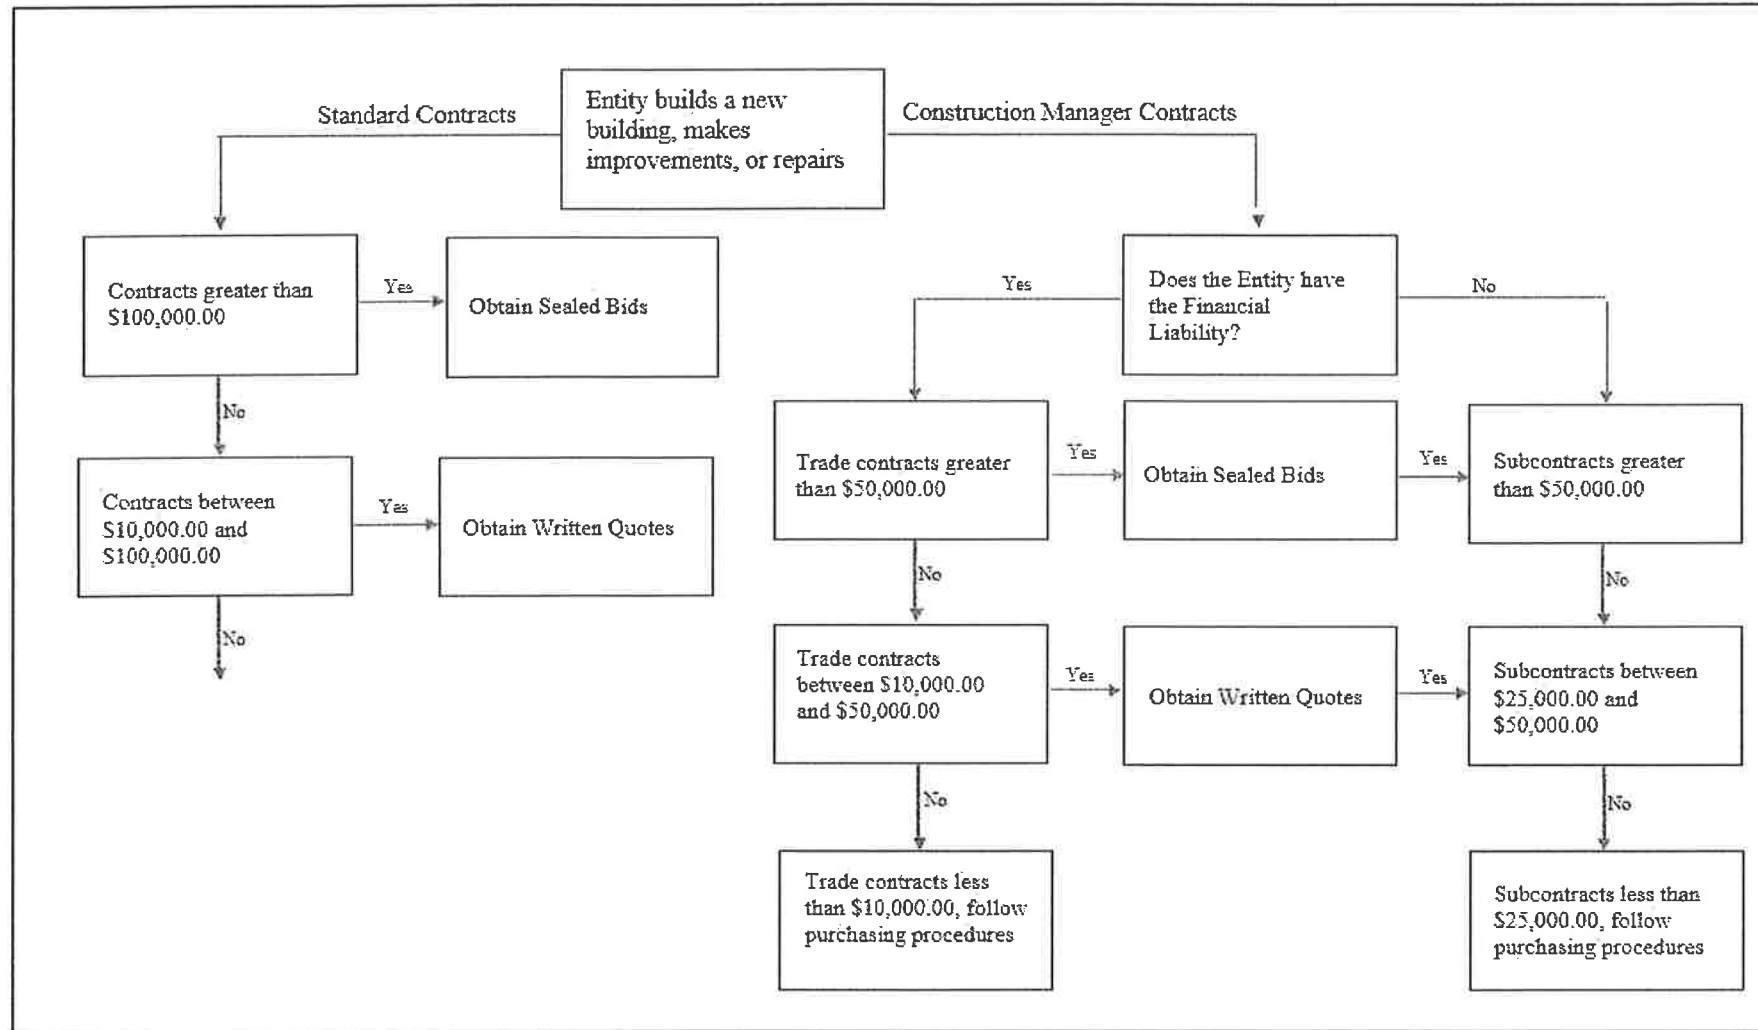 Standard Contracts
Entity builds a new
building, makes
improvements, or repairs
Construction Manager Contracts
Contracts greater than
$100,000.00
Yes
Obtain Sealed Bids
No
Contracts between
$10,000.00 and
$100,000.00
Yes
Obtain Written Quotes
No
Does the Entity have
the Financial
Liability?
Yes
No
Trade contracts greater
than $50,000.00
Yes
Obtain Sealed Bids
Yes
Subcontracts greater
than $50,000.00
No
No
Trade contracts
between $10,000.00
and $50,000.00
Yes
Obtain Written Quotes
Yes
Subcontracts between
$25,000.00 and
$50,000.00
No
No
Trade contracts less
than $10,000.00, follow
purchasing procedures
Subcontracts less than
$25,000.00, follow
purchasing procedures